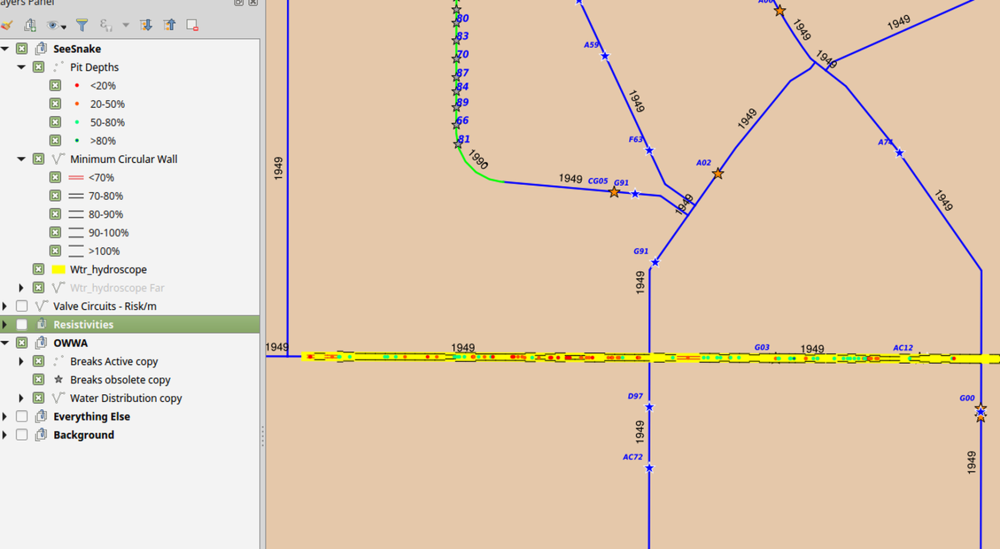 ayers Panel
SeeSnake
Pit Depths
<20%
20-50%
50-80%
>80%
Minimum Circular Wall
<70%
70-80%
80-90%
90-100%
>100%
Wtr_hydroscope
Wtr_hydroscope Far
Valve Circuits - Risk/m
Resistivities
OWWA
Breaks Active copy
Breaks obsolete copy
Water Distribution copy
Everything Else
Background
80
83
70
87
84
89
66
81
1990
1949
1949
CG05
G91
A59
1949
F63
1949
A02
1949
1949
1949
1949
A74
1949
G91
1949
1949
1949
G03
1949
AC12
D97
1949
AC72
G00
1949